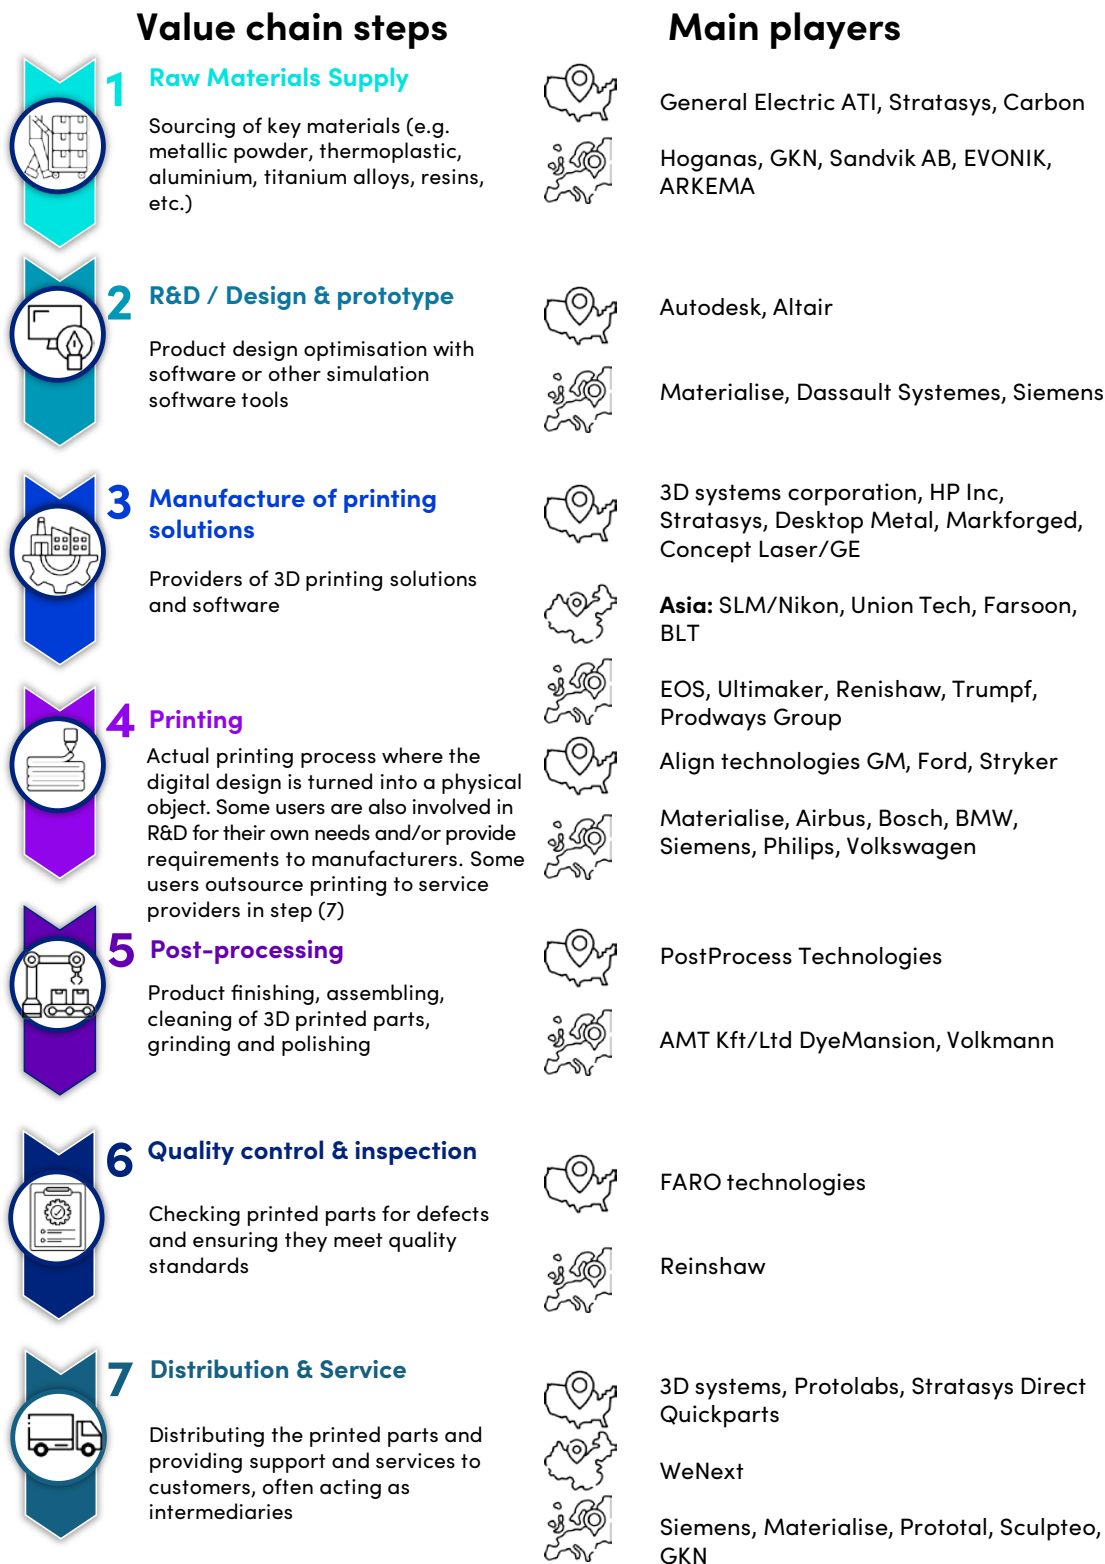 Value chain steps
Main players
1
Raw Materials Supply
Sourcing of key materials (e.g.
metallic powder, thermoplastic,
aluminium, titanium alloys, resins,
etc.)
General Electric ATI, Stratasys, Carbon
Hoganas, GKN, Sandvik AB, EVONIK,
ARKEMA
2
R&D / Design & prototype
Product design optimisation with
software or other simulation
software tools
Autodesk, Altair
Materialise, Dassault Systemes, Siemens
3
Manufacture of printing
solutions
Providers of 3D printing solutions
and software
3D systems corporation, HP Inc,
Stratasys, Desktop Metal, Markforged,
Concept Laser/GE
Asia: SLM/Nikon, Union Tech, Farsoon,
BLT
EOS, Ultimaker, Renishaw, Trumpf,
Prodways Group
4
Printing
Actual printing process where the
digital design is turned into a physical
object. Some users are also involved in
R&D for their own needs and/or provide
requirements to manufacturers. Some
users outsource printing to service
providers in step (7)
Align technologies GM, Ford, Stryker
Materialise, Airbus, Bosch, BMW,
Siemens, Philips, Volkswagen
5
Post-processing
Product finishing, assembling,
cleaning of 3D printed parts,
grinding and polishing
PostProcess Technologies
AMT Kft/Ltd DyeMansion, Volkmann
6
Quality control & inspection
Checking printed parts for defects
and ensuring they meet quality
standards
FARO technologies
Reinshaw
7
Distribution & Service
Distributing the printed parts and
providing support and services to
customers, often acting as
intermediaries
3D systems, Protolabs, Stratasys Direct
Quickparts
WeNext
Siemens, Materialise, Prototal, Sculpteo,
GKN